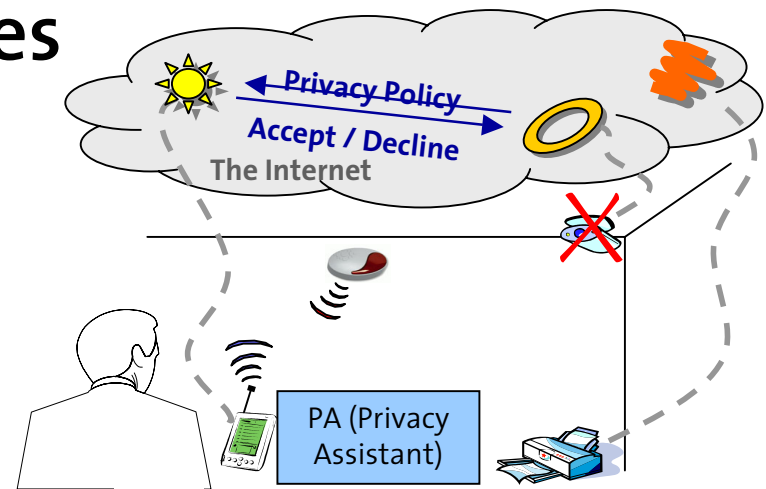 es
Privacy Policy
Accept / Decline
The Internet
PA (Privacy
Assistant)